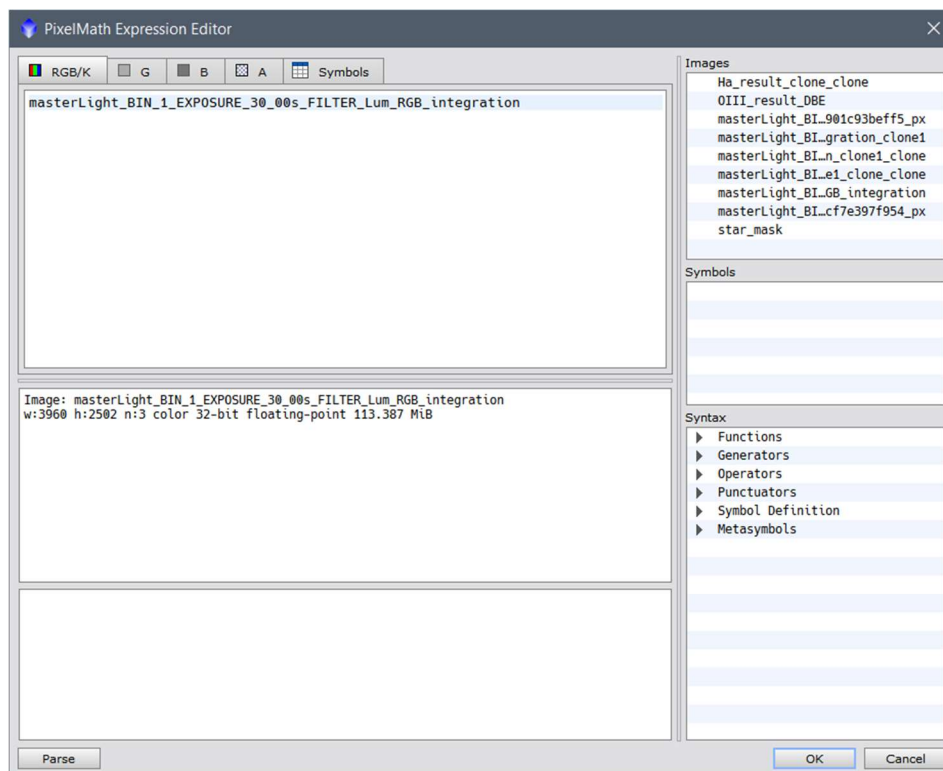 PixelMath Expression Editor
RGB/K G B A Symbols
masterLight_BIN_1_EXPOSURE_30_00s_FILTER_Lum_RGB_integration
Image: masterLight_BIN_1_EXPOSURE_30_00s_FILTER_Lum_RGB_integration
w:3960 h:2502 n:3 color 32-bit floating-point 113.387 MiB
Images
Ha_result_clone_clone
OIII_result_DBE
masterLight_BI…901c93beff5_px
masterLight_BI…gration_clone1
masterLight_BI…n_clone1_clone
masterLight_BI…e1_clone_clone
masterLight_BI…GB_integration
masterLight_BI…cf7e397f954_px
star_mask
Symbols
Syntax
Functions
Generators
Operators
Punctuators
Symbol Definition
Metasymbols
Parse
OK
Cancel